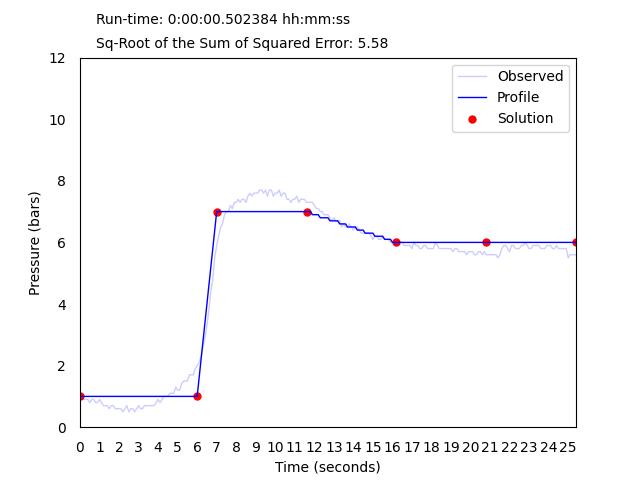 Run-time: 0:00:00.502384 hh:mm:ss
Sq-Root of the Sum of Squared Error: 5.58
12
10
8
6
4
2
0
Pressure (bars)
Observed
Profile
Solution
0 1 2 3 4 5 6 7 8 9 10 11 12 13 14 15 16 17 18 19 20 21 22 23 24 25
Time (seconds)